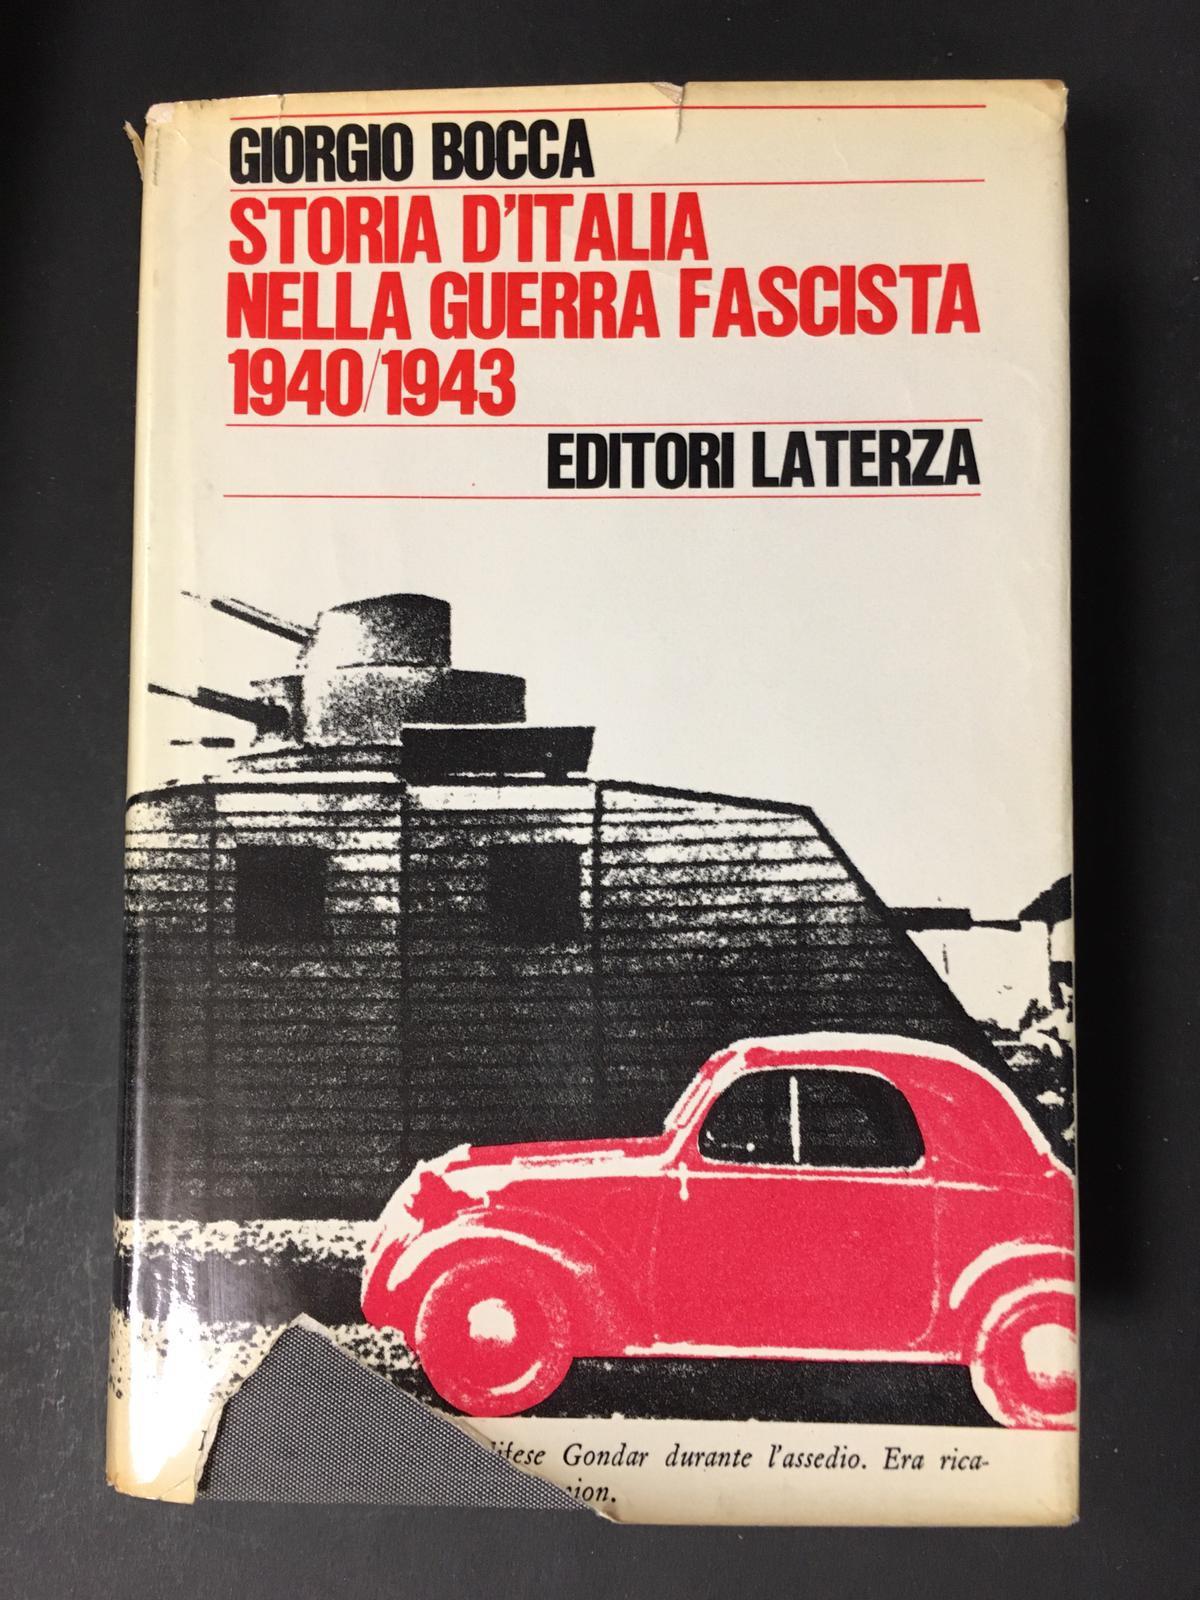 GIORGIO BOCCA
STORIA D'ITALIA
NELLA GUERRA FASCISTA
1940/1943
EDITORI LATERZA
Gondar durante l'assedio. Era rica-